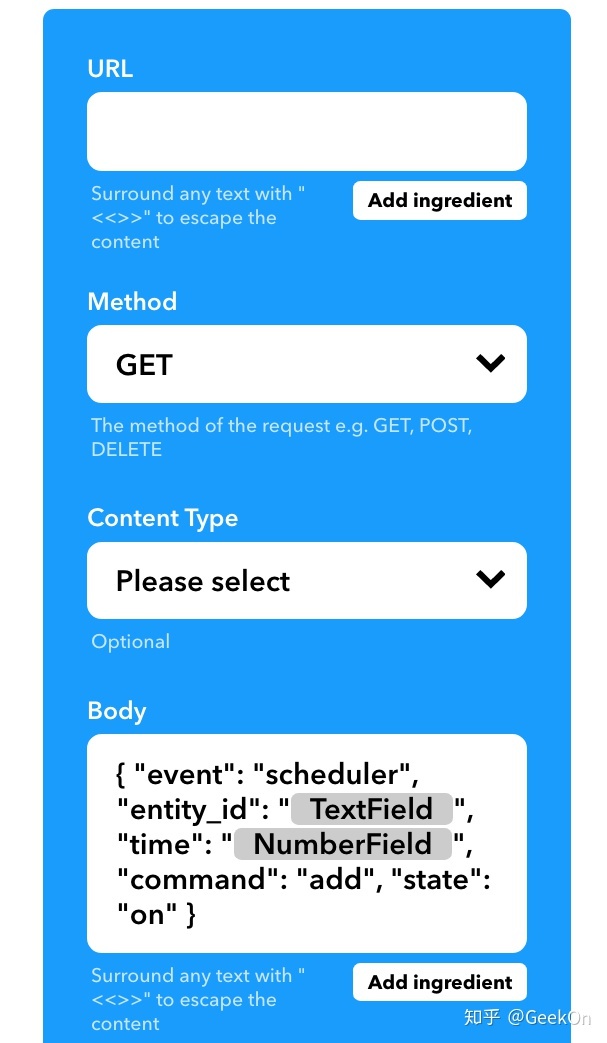 URL
Surround any text with "
<<>>" to escape the
content
Add ingredient
Method
GET
The method of the request e.g. GET, POST,
DELETE
Content Type
Please select
Optional
Body
{ "event": "scheduler",
"entity_id": " TextField ",
"time": " NumberField ",
"command": "add", "state":
"on" }
Surround any text with "
<<>>" to escape the
content
Add ingredient
知乎 @GeekOn